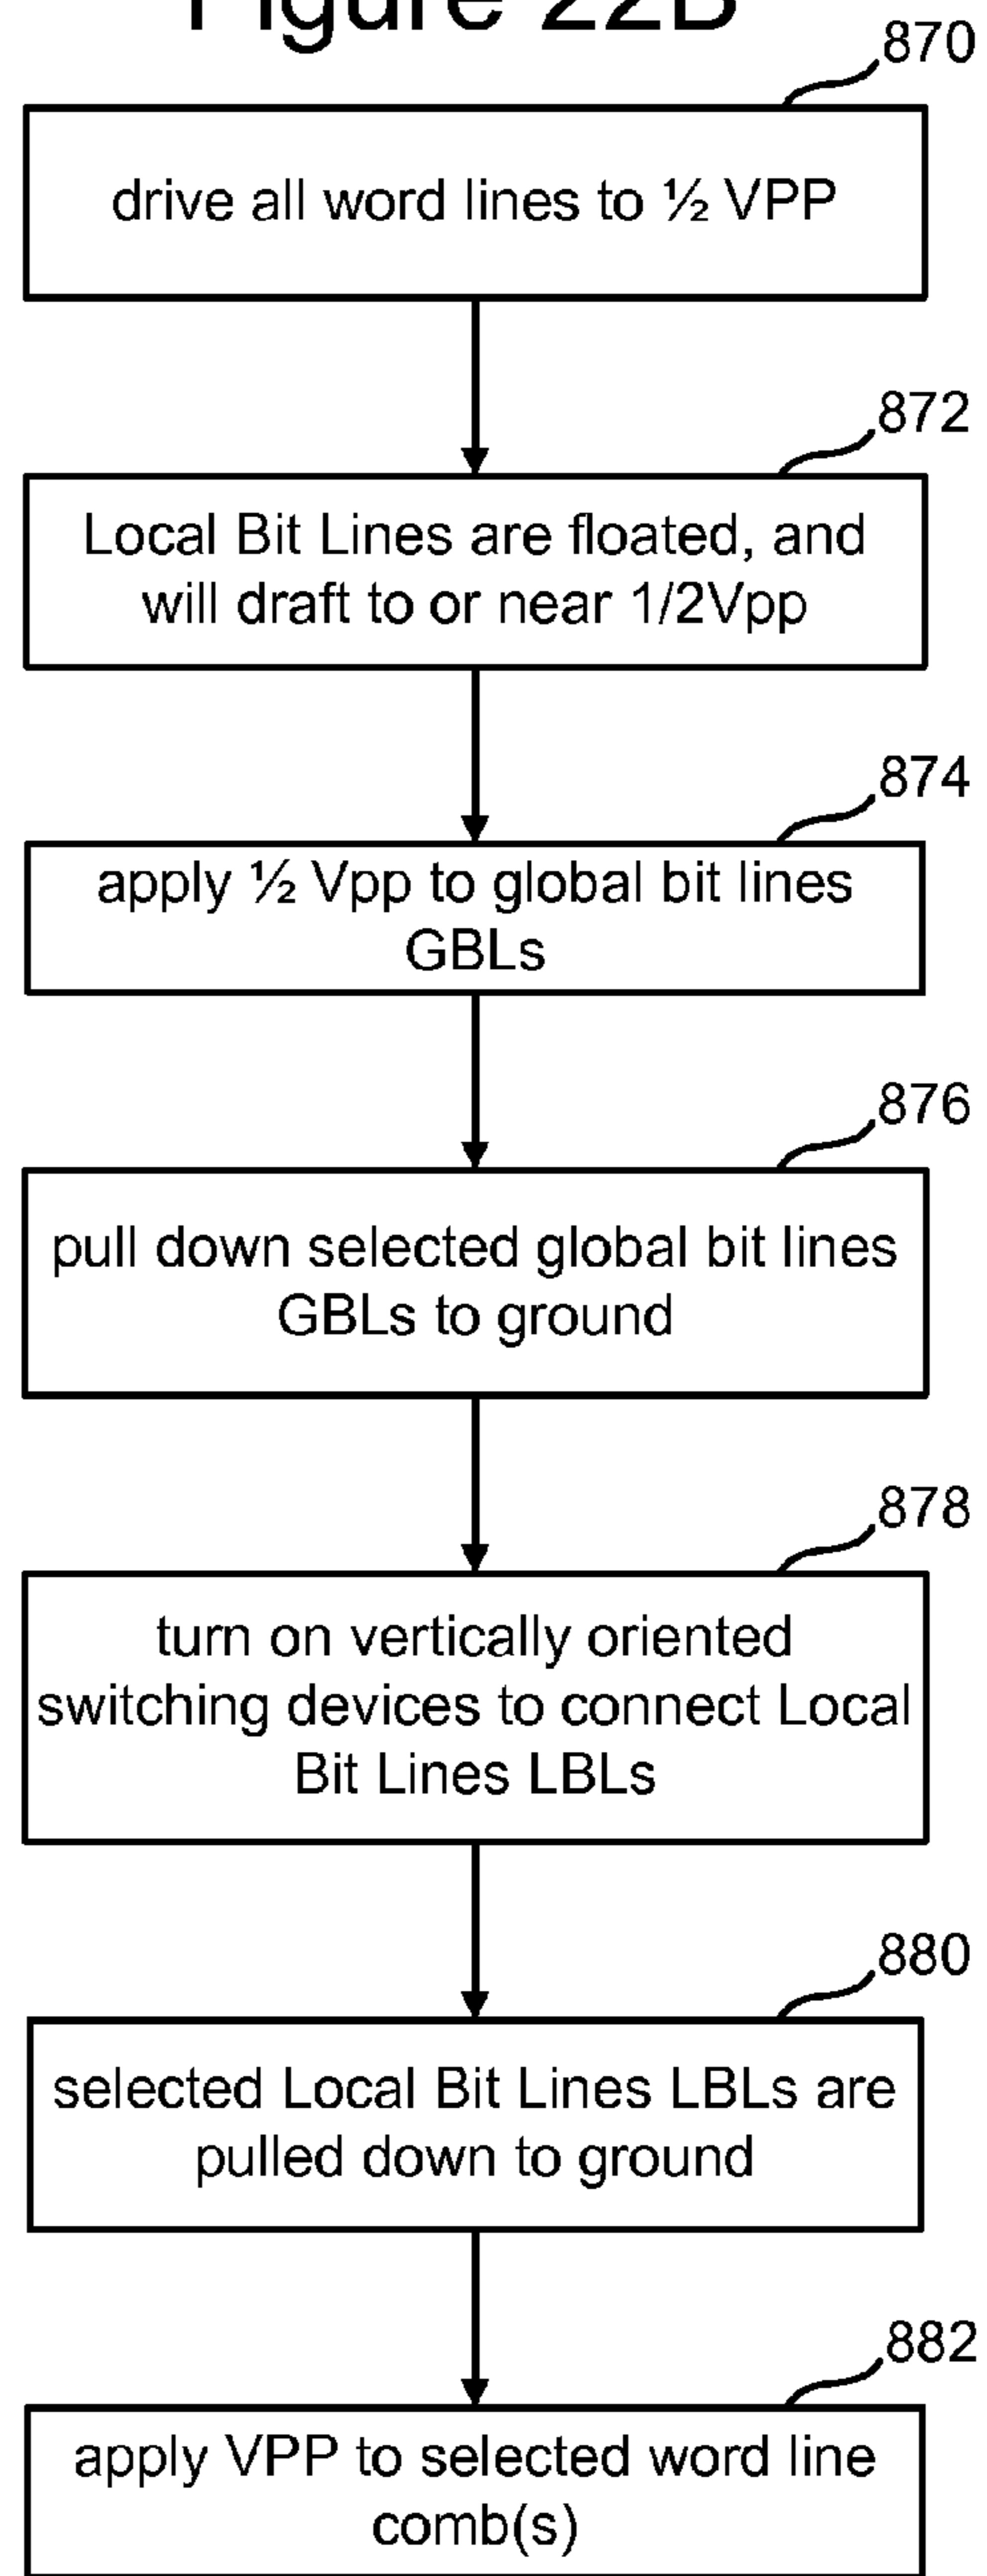 Figure 22B
870
drive all word lines to ½ VPP
872
Local Bit Lines are floated, and
will draft to or near 1/2Vpp
874
apply ½ Vpp to global bit lines
GBLs
876
pull down selected global bit lines
GBLs to ground
878
turn on vertically oriented
switching devices to connect Local
Bit Lines LBLs
880
selected Local Bit Lines LBLs are
pulled down to ground
882
apply VPP to selected word line
comb(s)